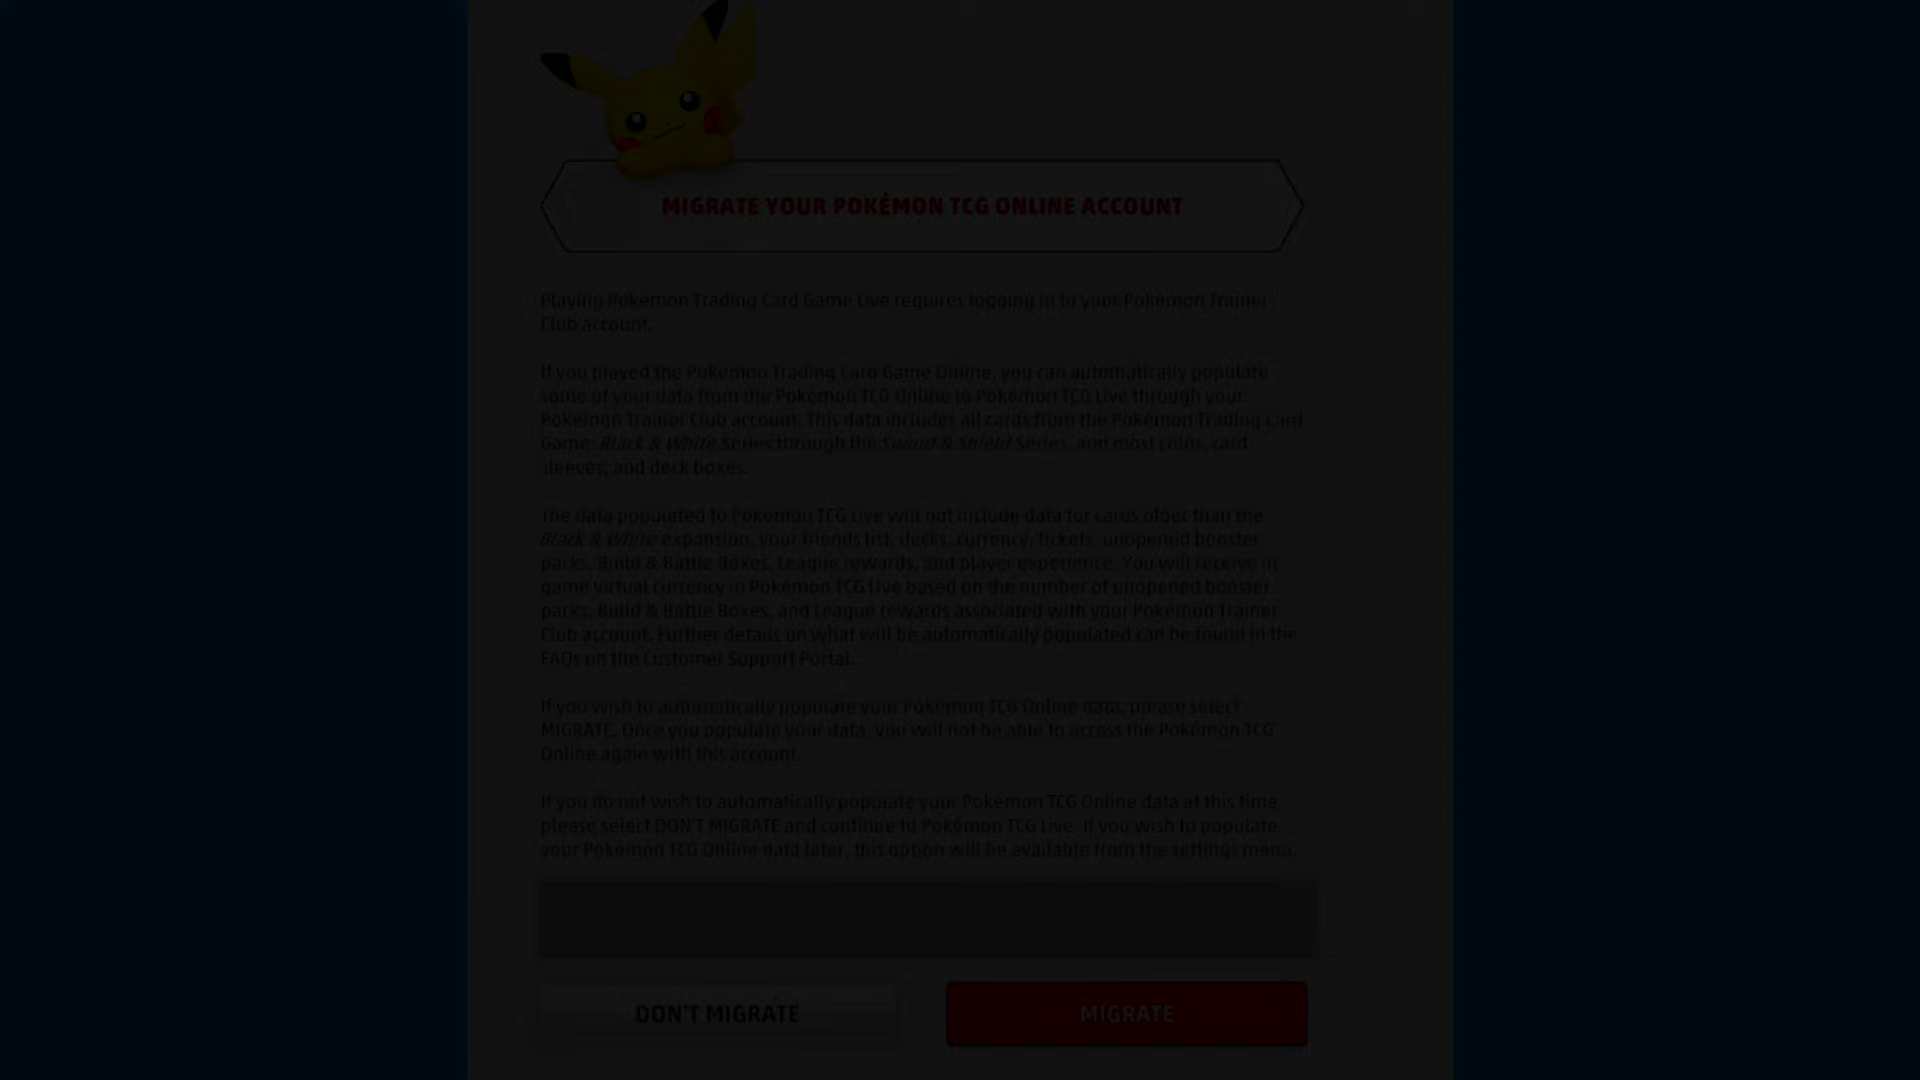 MIGRATE YOUR POKÉMON TCG ONLINE ACCOUNT
Playing Pokémon Trading Card Game Live requires logging in to your Pokémon Trainer
Club account.
If you played the Pokémon Trading Card Game Online, you can automatically populate
some of your data from the Pokémon TCG Online to Pokémon TCG Live through your
Pokémon Trainer Club account. This data includes all cards from the Pokémon Trading Card
Game: Black & White Series through the Sword & Shield Series, and most coins, card
sleeves, and deck boxes.
The data populated to Pokémon TCG Live will not include data for cards older than the
Black & White expansion, your friends list, decks, currency, tickets, unopened booster
packs, Build & Battle Boxes, League rewards, and player experience. You will receive in
game virtual currency in Pokémon TCG Live based on the number of unopened booster
packs, Build & Battle Boxes, and League rewards associated with your Pokémon Trainer
Club account. Further details on what will be automatically populated can be found in the
FAQs on the Customer Support Portal.
If you wish to automatically populate your Pokémon TCG Online data, please select
MIGRATE. Once you populate your data, you will not be able to access the Pokémon TCG
Online again with this account.
If you do not wish to automatically populate your Pokémon TCG Online data at this time,
please select DON'T MIGRATE and continue to Pokémon TCG Live. If you wish to populate
your Pokémon TCG Online data later, this option will be available from the settings menu.
DON'T MIGRATE
MIGRATE